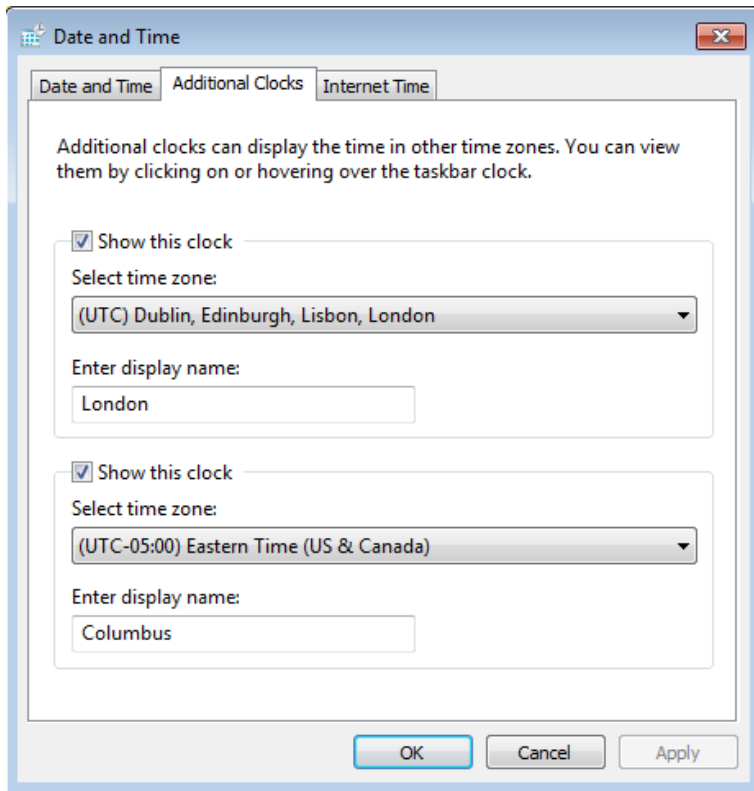 Date and Time
Date and Time Additional Clocks Internet Time
Additional clocks can display the time in other time zones. You can view
them by clicking on or hovering over the taskbar clock.
Show this clock
Select time zone:
(UTC) Dublin, Edinburgh, Lisbon, London
Enter display name:
London
Show this clock
Select time zone:
(UTC-05:00) Eastern Time (US & Canada)
Enter display name:
Columbus
OK Cancel Apply